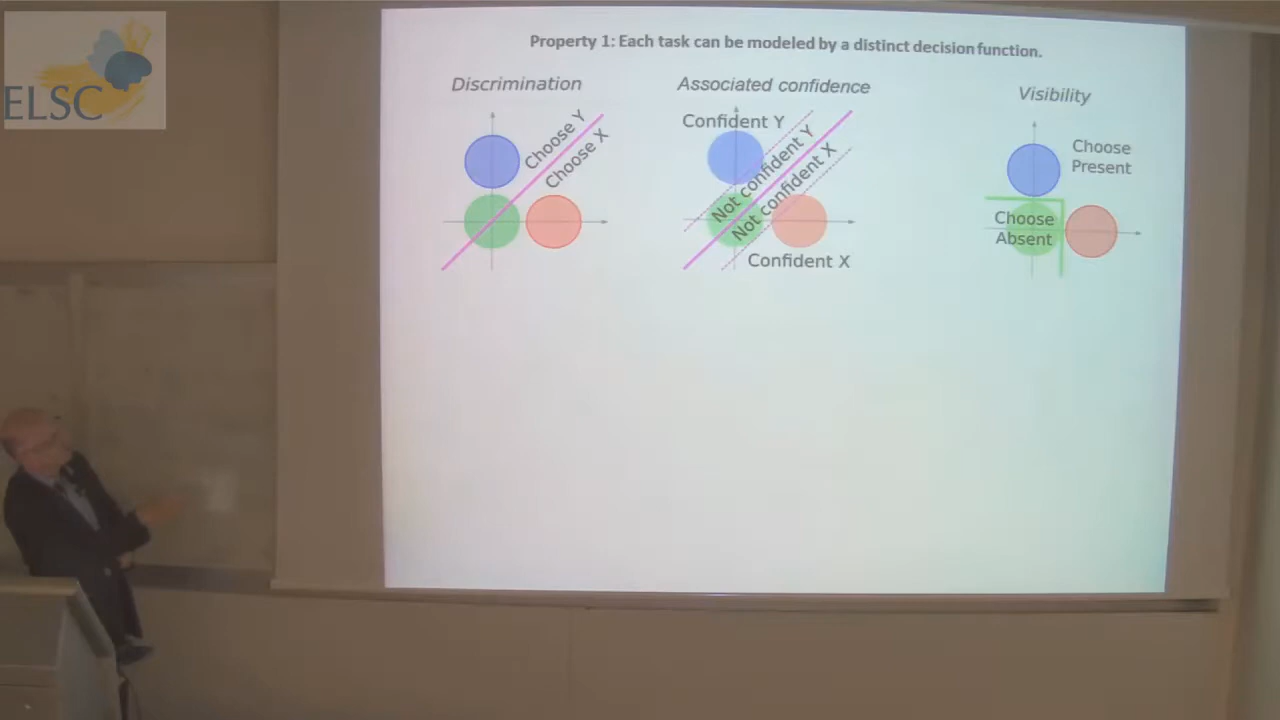 ELSC
Property 1: Each task can be modeled by a distinct decision function.
Discrimination
Choose Y
Choose X
Associated confidence
Confident Y
Not confident Y
Not confident X
Confident X
Visibility
Choose
Present
Choose
Absent